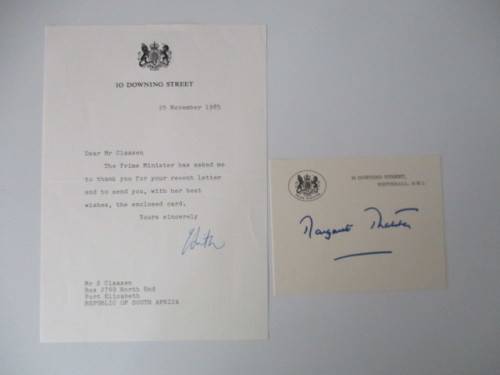 10 DOWNING STREET
25 November 1985
Dear Mr Claasen
The Prime Minister has asked me
to thank you for your recent letter
and to send you, with her best
wishes, the enclosed card.
Yours sincerely
Mr S Claasen
Box 2798 North End
Port Elizabeth
REPUBLIC OF SOUTH AFRICA
10 DOWNING STREET,
WHITEHALL, S.W.1
Margaret Thatcher